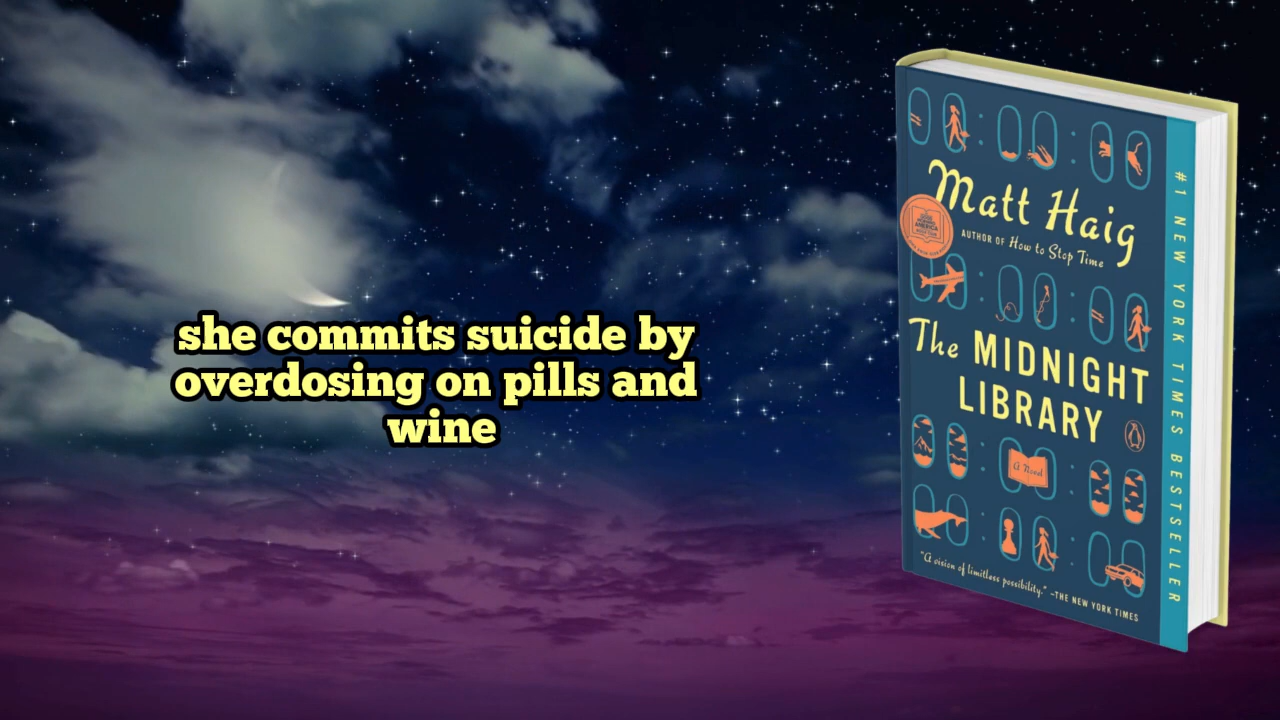 she commits suicide by
overdosing on pills and
wine
Matt Haig
AUTHOR OF How to Stop Time
The MIDNIGHT
LIBRARY
A Novel
"A vision of limitless possibility." –THE NEW YORK TIMES
#1 NEW YORK TIMES BESTSELLER